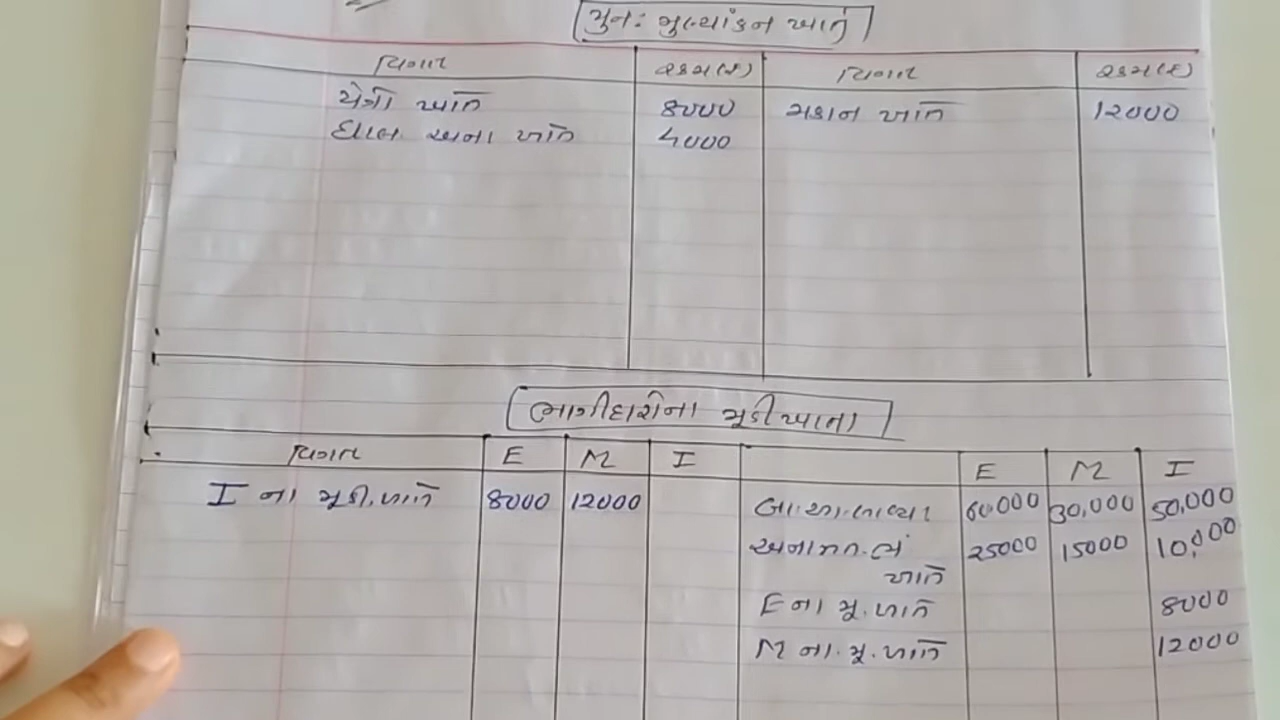 પુન: મુલ્યાંકન ખાતું
વિગત રકમ(₹) વિગત રકમ(₹)
યંત્રો ખાતે 8000 મકાન ખાતે 12000
ઘાલ અના ખાતે 4000
ભાગીદારોના મૂડી ખાતા
વિગત E M I E M I
I ના મૂડી.ખાતે 8000 12000 બા.આ.લાવ્યા 60000 30,000 50,000
અનામત.ભં 25000 15000 10,000
ખાતે
E ના મૂ.ખાતે 8000
M ના.મૂ.ખાતે 12000